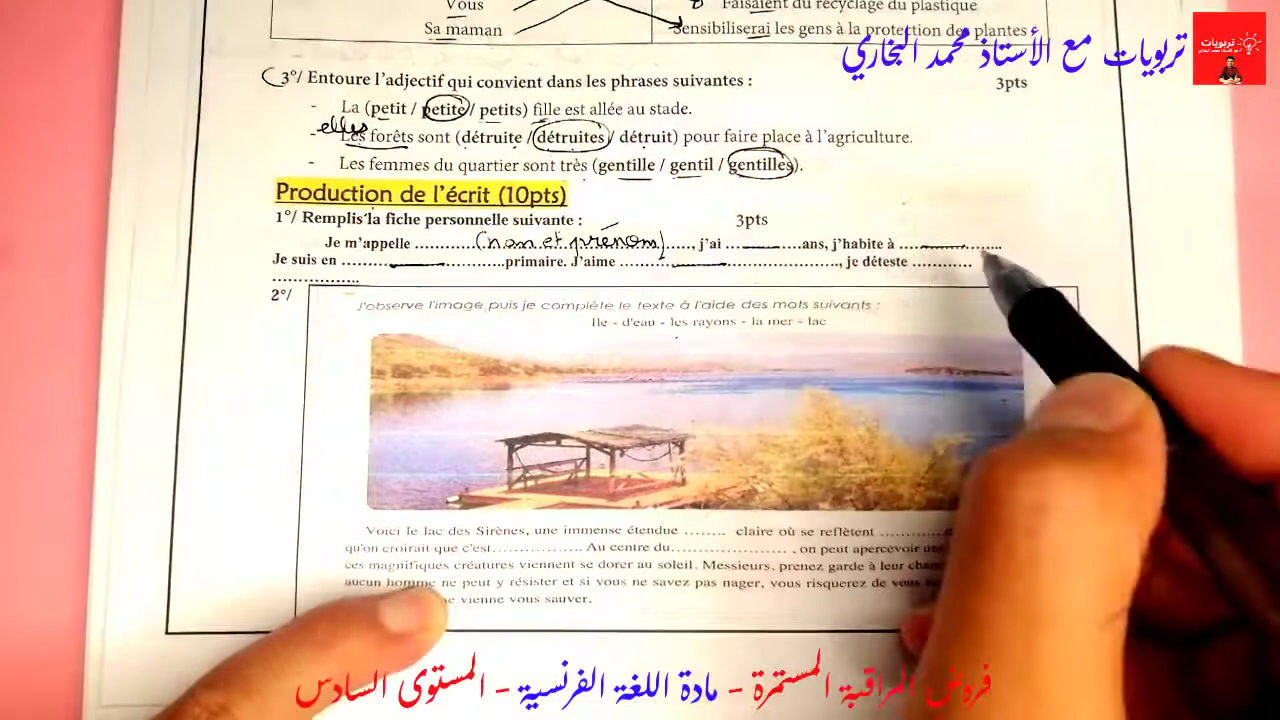 Vous
Faisaient du recyclage du plastique
Sa maman
Sensibiliserai les gens à la protection des plantes
تربويات مع الأستاذ محمد البخاري
تربويات
3°/ Entoure l'adjectif qui convient dans les phrases suivantes : 3pts
- La (petit / petite / petits) fille est allée au stade.
elles
- Les forêts sont (détruite / détruites / détruit) pour faire place à l'agriculture.
- Les femmes du quartier sont très (gentille / gentil / gentilles).
Production de l'écrit (10pts)
1°/ Remplis la fiche personnelle suivante : 3pts
Je m'appelle ............(nom et prénom)......, j'ai ...............ans, j'habite à .....................
Je suis en ..................................primaire. J'aime .............................................., je déteste ............
.................
2°/
J'observe l'image puis je complète le texte à l'aide des mots suivants :
Ile - d'eau - les rayons - la mer - lac
Voici le lac des Sirènes, une immense étendue ........ claire où se reflètent ............
qu'on croirait que c'est.................. Au centre du........................ , on peut apercevoir
ces magnifiques créatures viennent se dorer au soleil. Messieurs, prenez garde à leur
aucun homme ne peut y résister et si vous ne savez pas nager, vous risquerez de
vienne vous sauver.
فروض المراقبة المستمرة - مادة اللغة الفرنسية - المستوى السادس